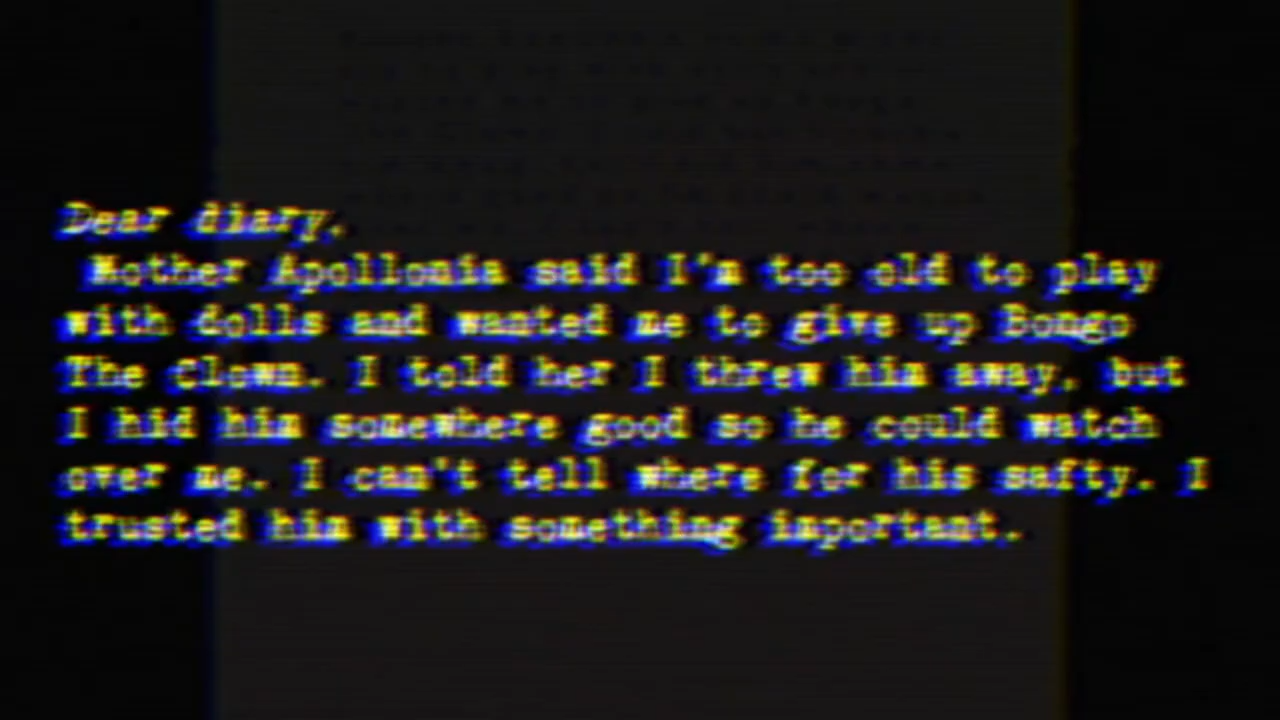 Dear diary,
Mother Apollonia said I'm too old to play
with dolls and wanted me to give up Bongo
The Clown. I told her I threw him away, but
I hid him somewhere good so he could watch
over me. I can't tell where for his safty. I
trusted him with something important.